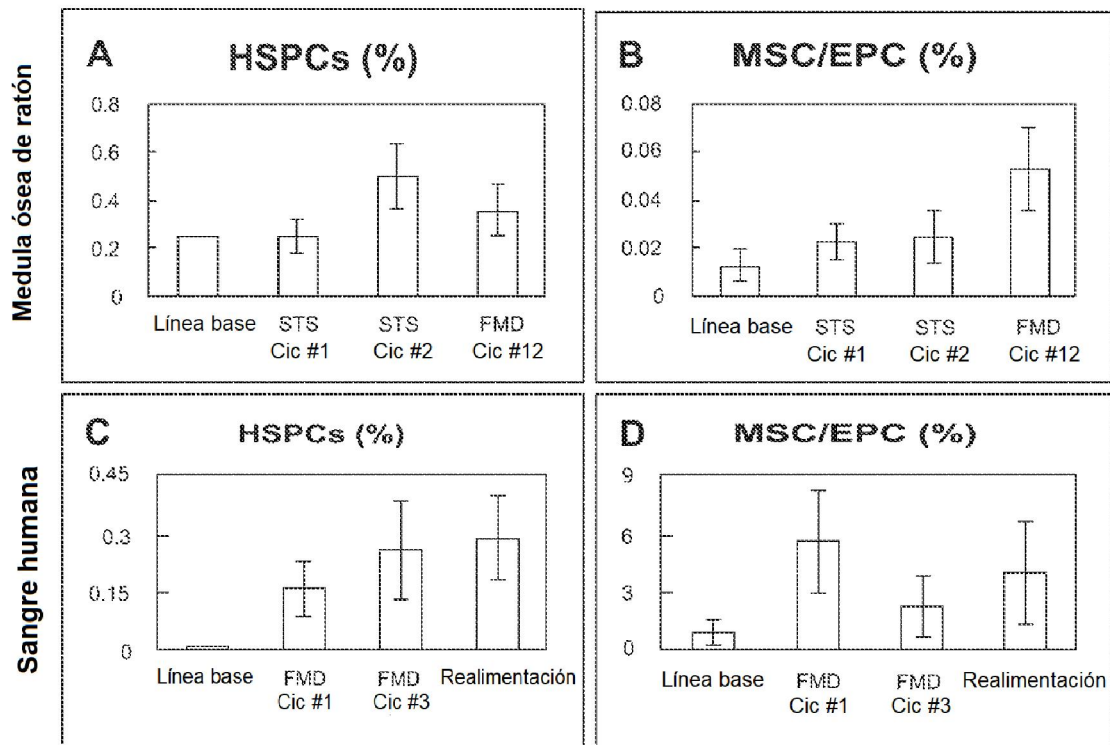 Medula ósea de ratón
A
HSPCs (%)
0.8
0.6
0.4
0.2
0
Línea base
STS
Cic #1
STS
Cic #2
FMD
Cic #12
B
MSC/EPC (%)
0.08
0.06
0.04
0.02
0
Línea base
STS
Cic #1
STS
Cic #2
FMD
Cic #12
Sangre humana
C
HSPCs (%)
0.45
0.3
0.15
0
Línea base
FMD
Cic #1
FMD
Cic #3
Realimentación
D
MSC/EPC (%)
9
6
3
0
Línea base
FMD
Cic #1
FMD
Cic #3
Realimentación